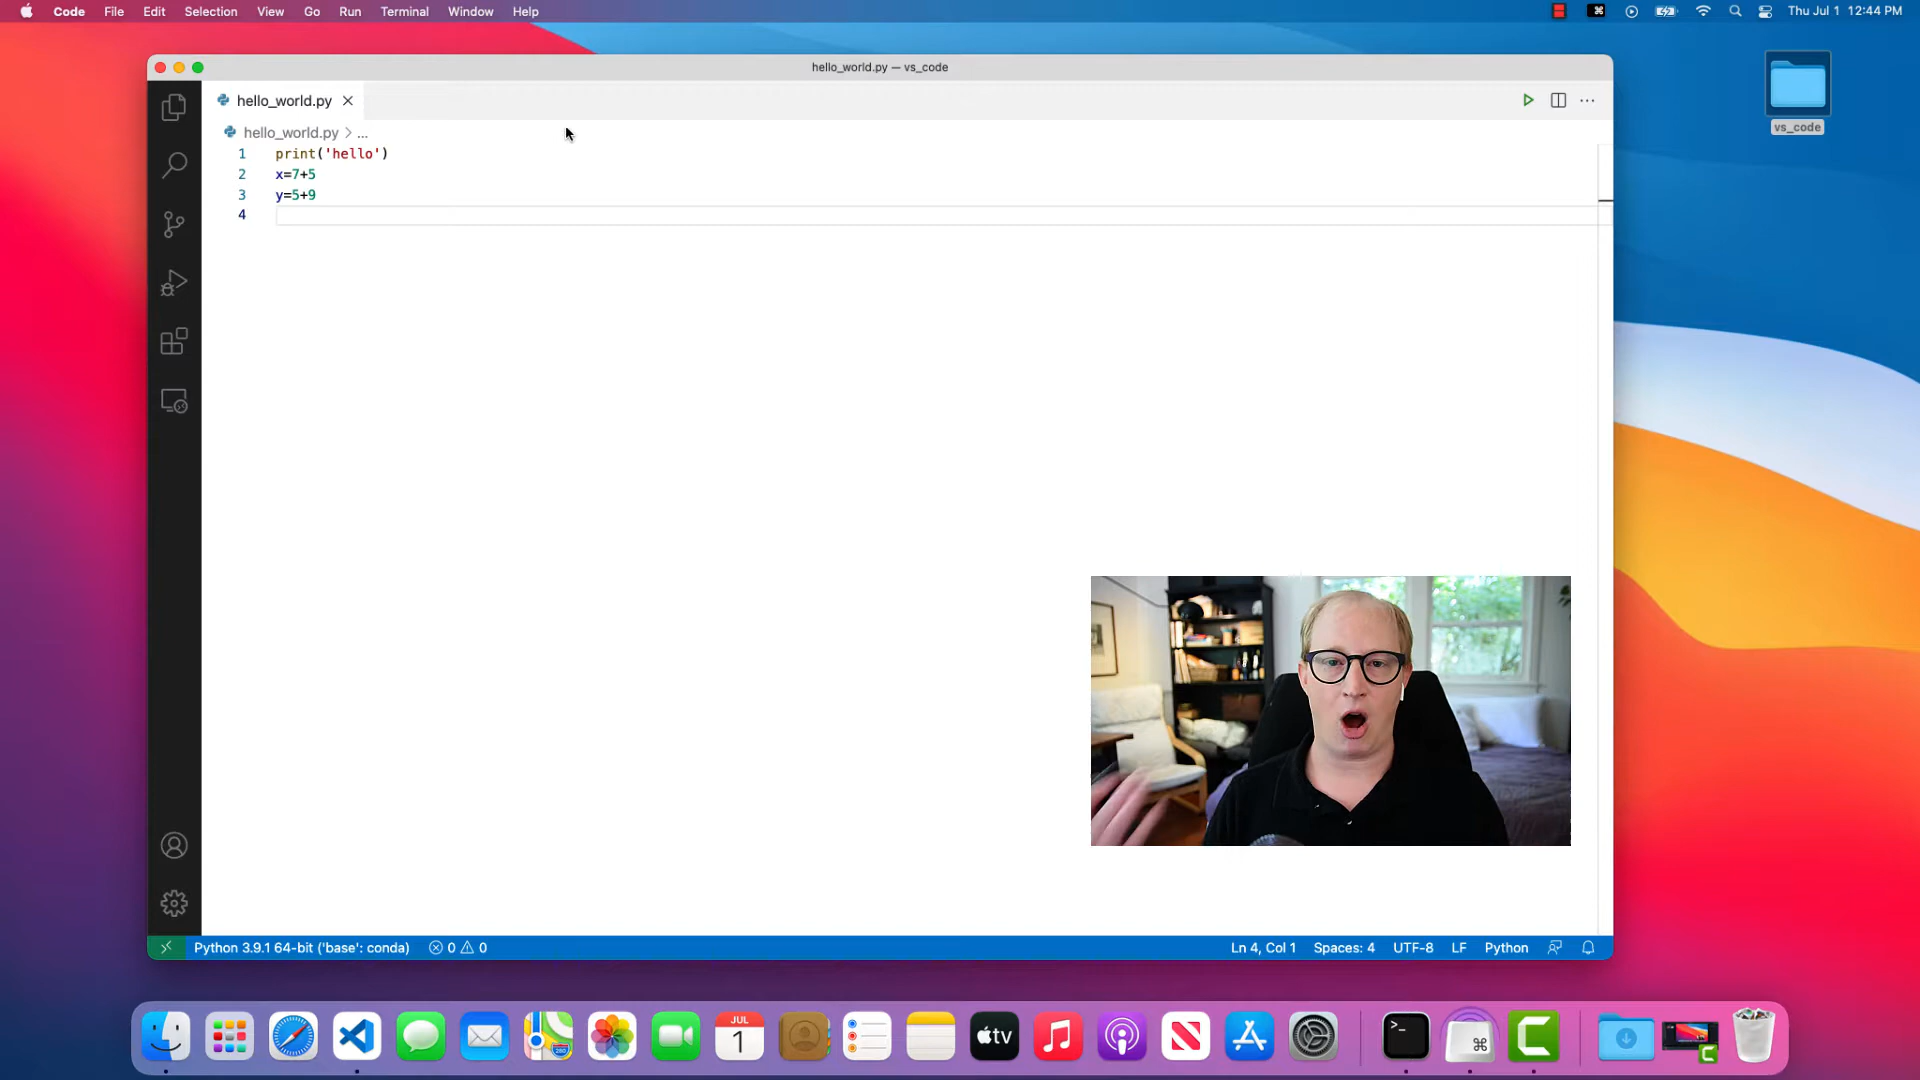 Code File Edit Selection View Go Run Terminal Window Help Thu Jul 1 12:44 PM
hello_world.py — vs_code
hello_world.py
vs_code
hello_world.py > ...
1 print('hello')
2 x=7+5
3 y=5+9
4
Python 3.9.1 64-bit ('base': conda) 0 0 Ln 4, Col 1 Spaces: 4 UTF-8 LF Python
JUL
1
tv
>_